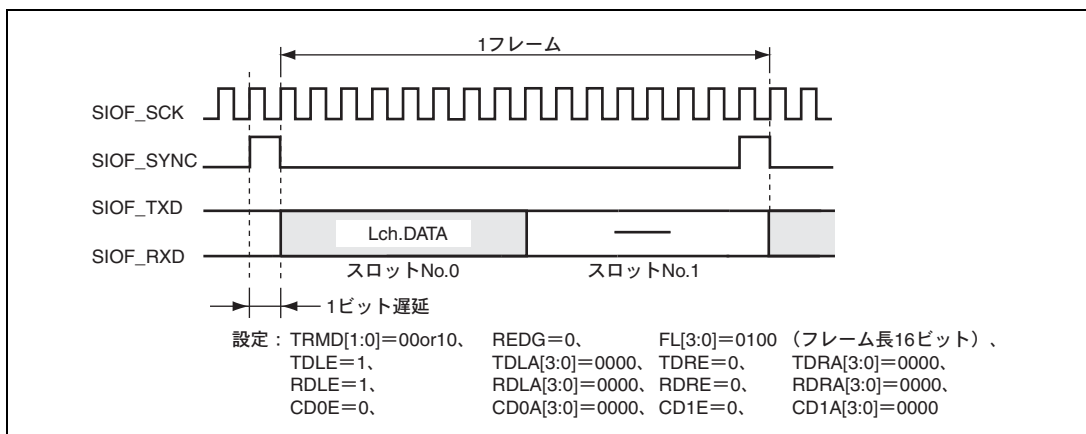 1フレーム
SIOF_SCK
SIOF_SYNC
SIOF_TXD
Lch.DATA
SIOF_RXD
スロットNo.0 スロットNo.1
1ビット遅延
設定：TRMD[1:0]＝00or10、 REDG＝0、 FL[3:0]＝0100 （フレーム長16ビット）、
TDLE＝1、 TDLA[3:0]＝0000、 TDRE＝0、 TDRA[3:0]＝0000、
RDLE＝1、 RDLA[3:0]＝0000、 RDRE＝0、 RDRA[3:0]＝0000、
CD0E＝0、 CD0A[3:0]＝0000、 CD1E＝0、 CD1A[3:0]＝0000